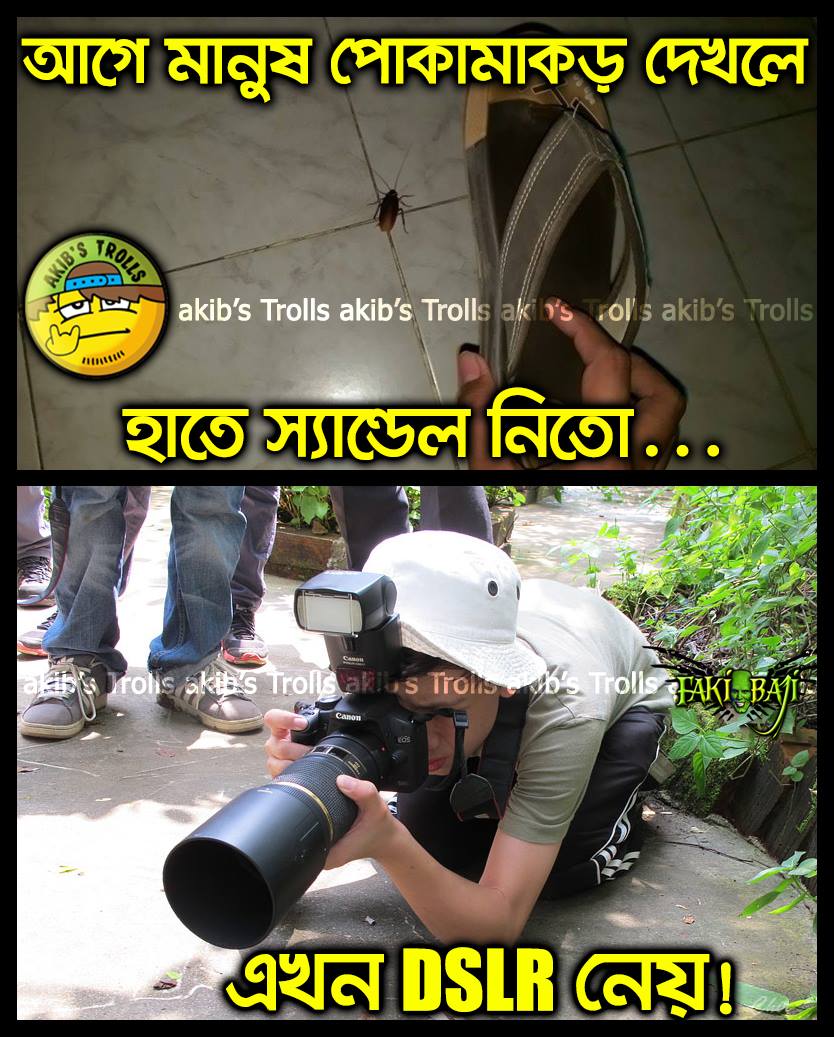 আগে মানুষ পোকামাকড় দেখলে
AKIB'S TROLLS
akib's Trolls akib's Trolls akib's Trolls akib's Trolls
হাতে স্যান্ডেল নিতো...
Canon
Canon
EOS
akib's Trolls akib's Trolls akib's Trolls akib's Trolls
FAKIBAJI
এখন DSLR নেয়!